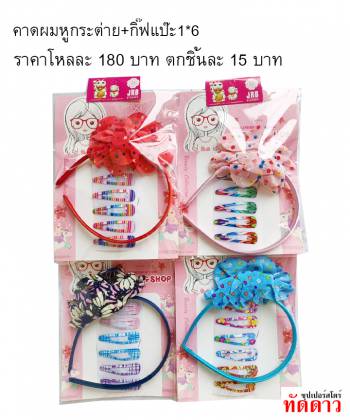 คาดผมหูกระต่าย+กิ๊ฟแป๊ะ1*6
ราคาโหลละ 180 บาท ตกชิ้นละ 15 บาท
JRB
JRB
SHOP
ซุปเปอร์สโตร์
ทัดดาว